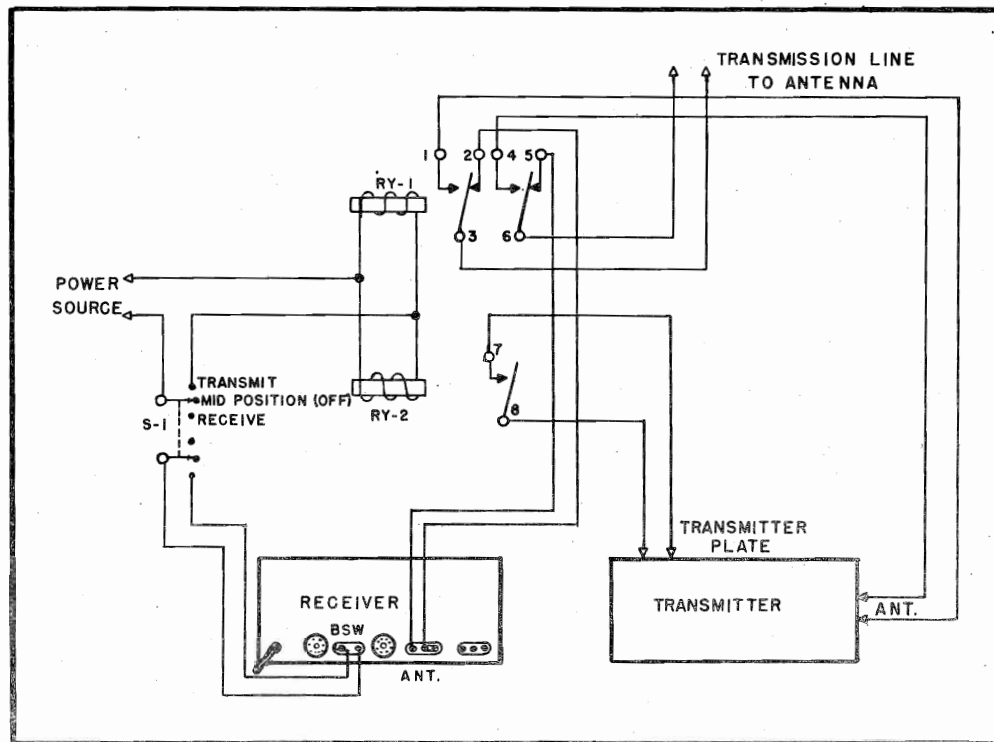 TRANSMISSION LINE
TO ANTENNA
1
2
4
5
RY-1
3
6
POWER
SOURCE
7
TRANSMIT
MID POSITION (OFF)
RECEIVE
S-1
RY-2
8
TRANSMITTER
PLATE
RECEIVER
BSW
ANT.
TRANSMITTER
ANT.